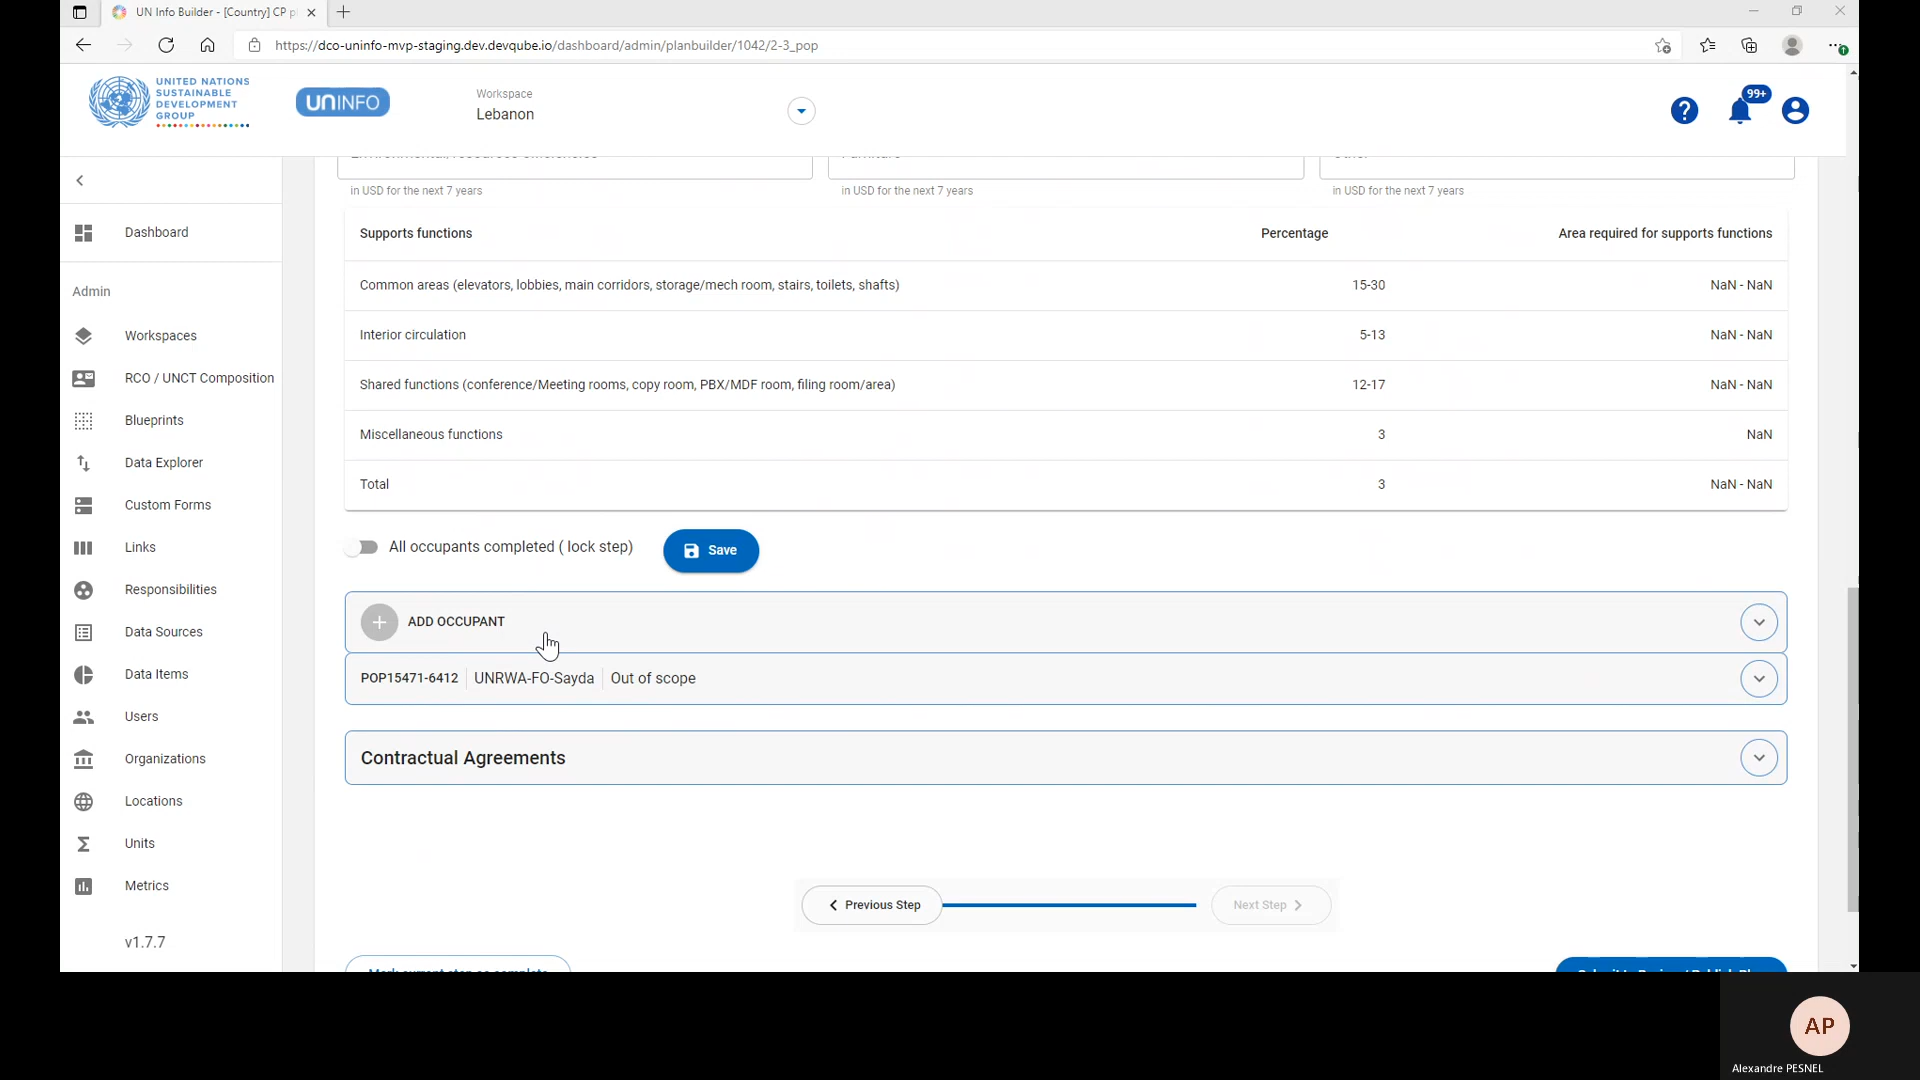 UN Info Builder - [Country] CP p
https://dco-uninfo-mvp-staging.dev.devqube.io/dashboard/admin/planbuilder/1042/2-3_pop
UNITED NATIONS
SUSTAINABLE
DEVELOPMENT
GROUP
UNINFO
Workspace
Lebanon
?
99+
in USD for the next 7 years
in USD for the next 7 years
in USD for the next 7 years
Dashboard
Admin
Workspaces
RCO / UNCT Composition
Blueprints
Data Explorer
Custom Forms
Links
Responsibilities
Data Sources
Data Items
Users
Organizations
Locations
Units
Metrics
v1.7.7
Supports functions Percentage Area required for supports functions
Common areas (elevators, lobbies, main corridors, storage/mech room, stairs, toilets, shafts) 15-30 NaN - NaN
Interior circulation 5-13 NaN - NaN
Shared functions (conference/Meeting rooms, copy room, PBX/MDF room, filing room/area) 12-17 NaN - NaN
Miscellaneous functions 3 NaN
Total 3 NaN - NaN
All occupants completed ( lock step) Save
ADD OCCUPANT
POP15471-6412 UNRWA-FO-Sayda Out of scope
Contractual Agreements
Previous Step Next Step
AP
Alexandre PESNEL